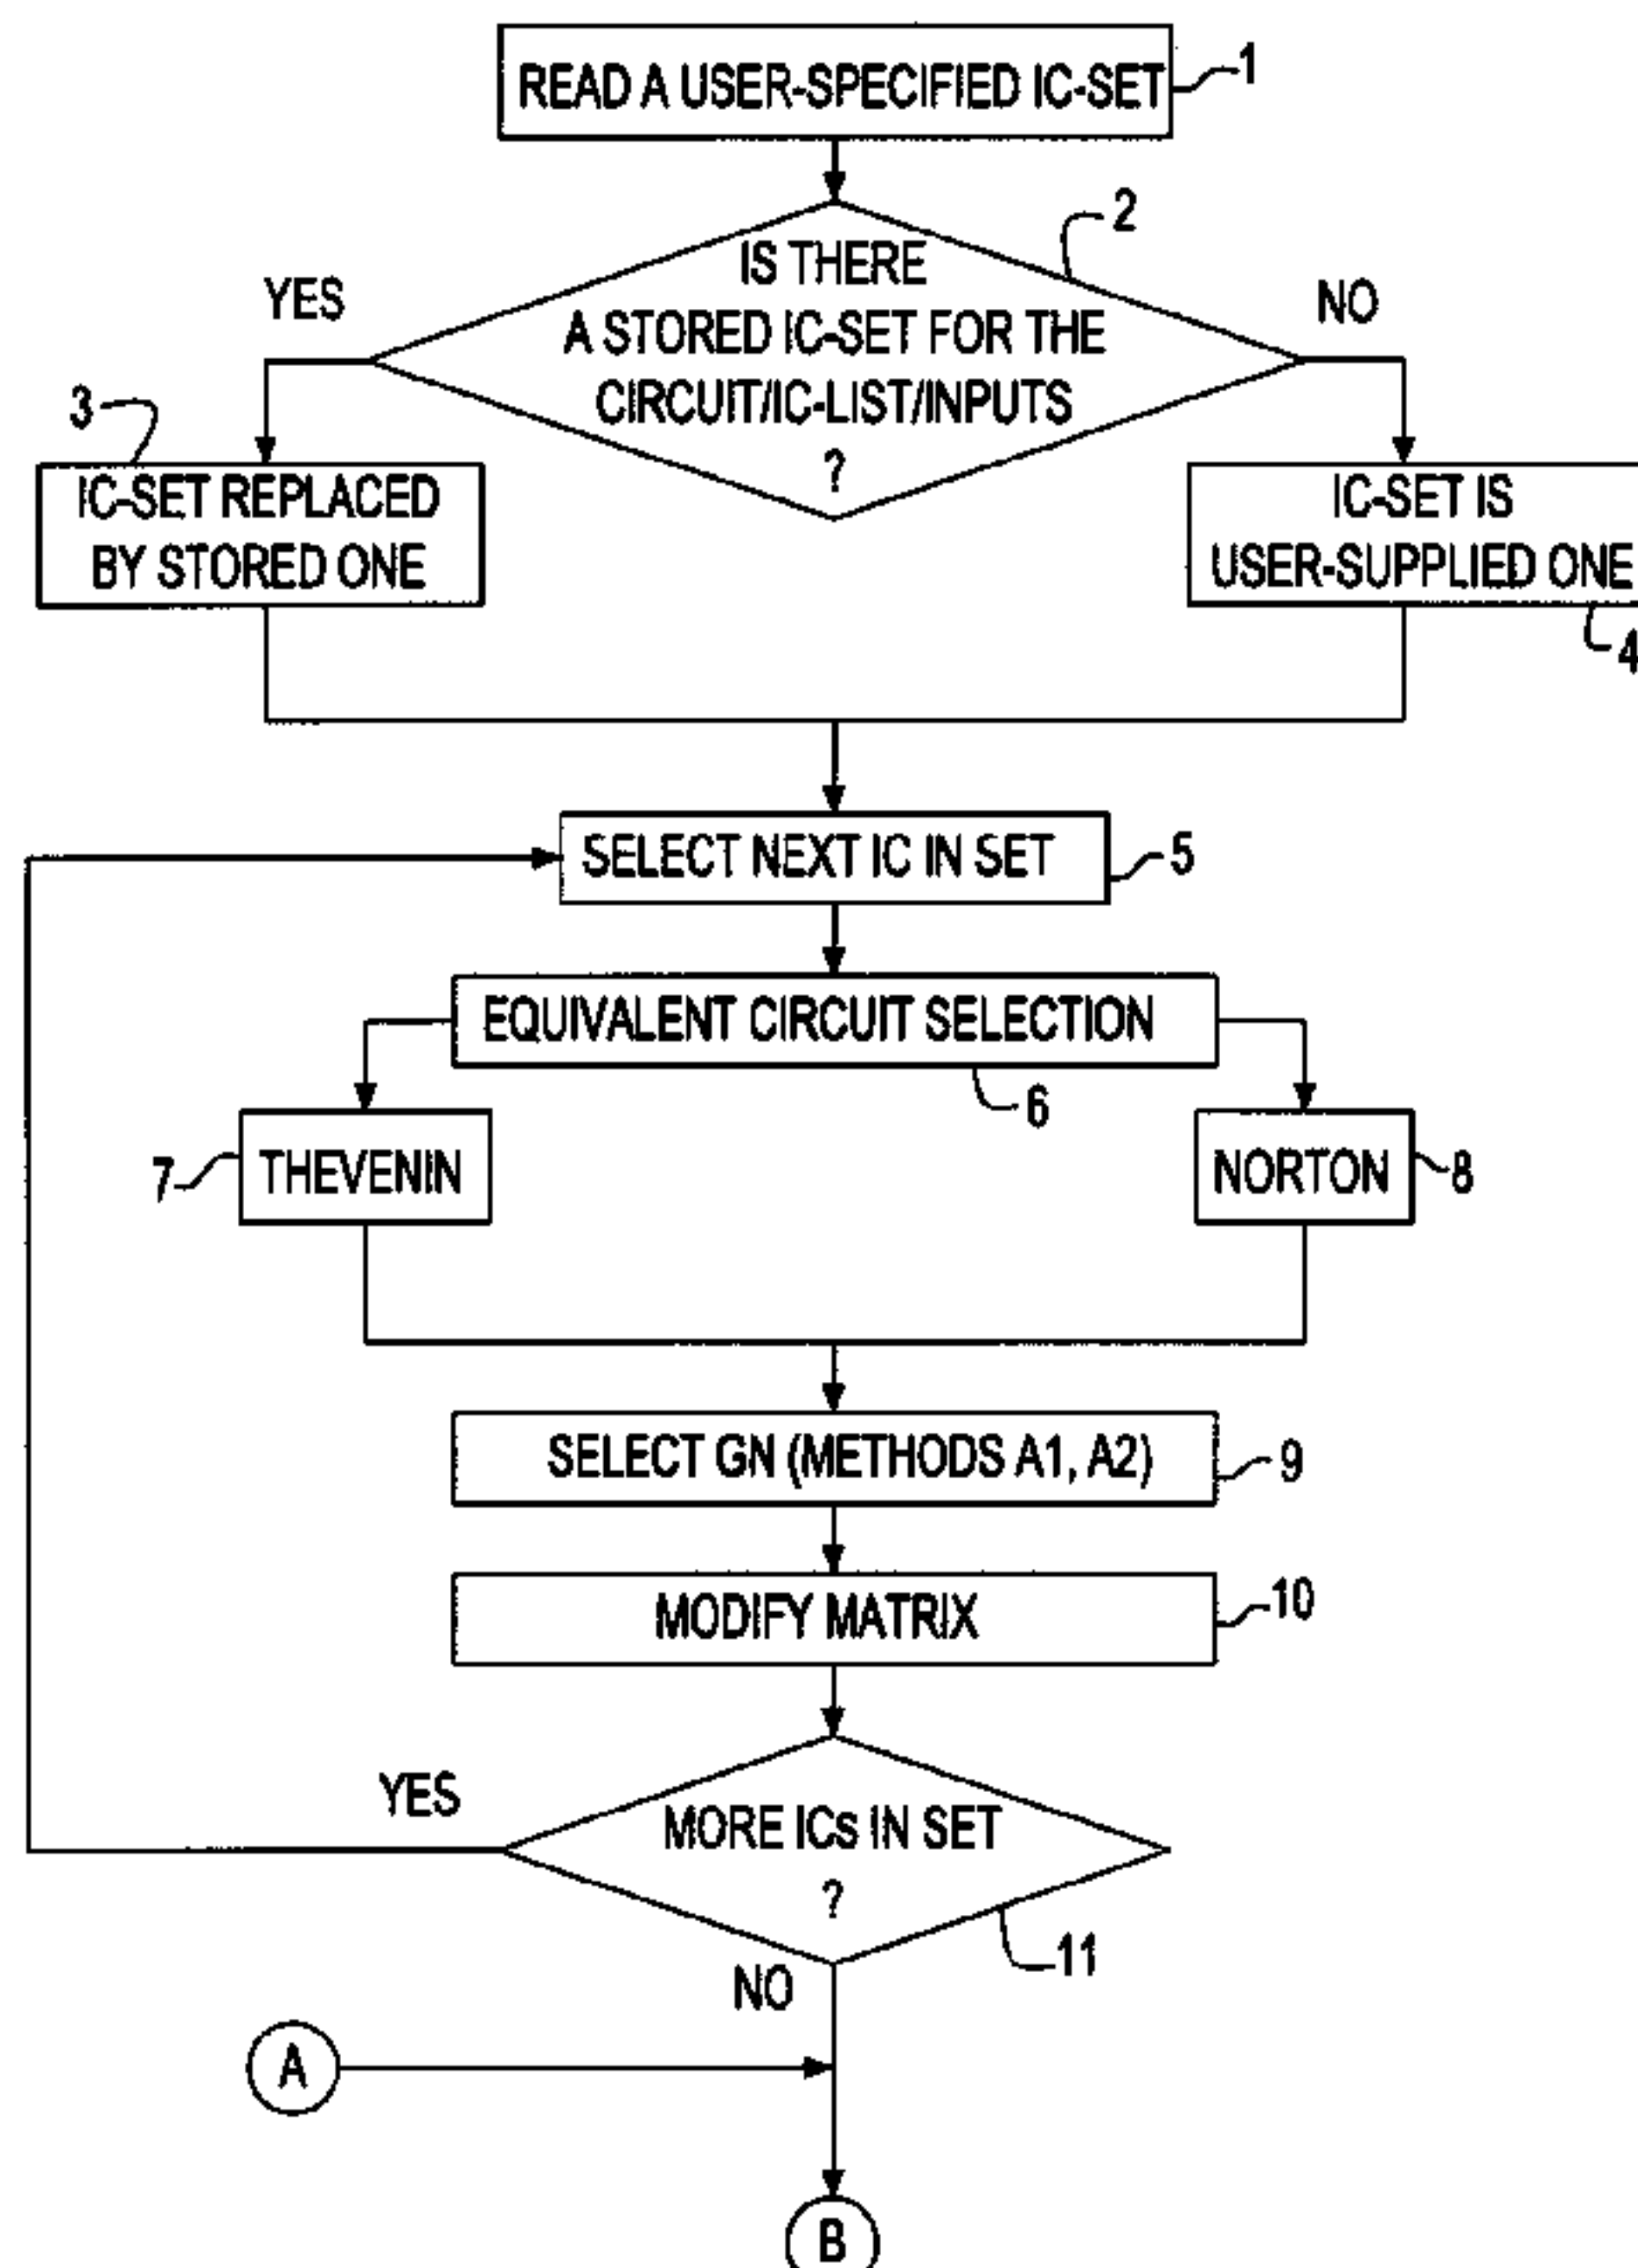 READ A USER-SPECIFIED IC-SET
1
IS THERE
A STORED IC-SET FOR THE
CIRCUIT/IC-LIST/INPUTS
?
2
YES
NO
3
IC-SET REPLACED
BY STORED ONE
IC-SET IS
USER-SUPPLIED ONE
4
SELECT NEXT IC IN SET
5
EQUIVALENT CIRCUIT SELECTION
6
7
THEVENIN
NORTON
8
SELECT GN (METHODS A1, A2)
9
MODIFY MATRIX
10
YES
MORE ICs IN SET
?
11
NO
A
B